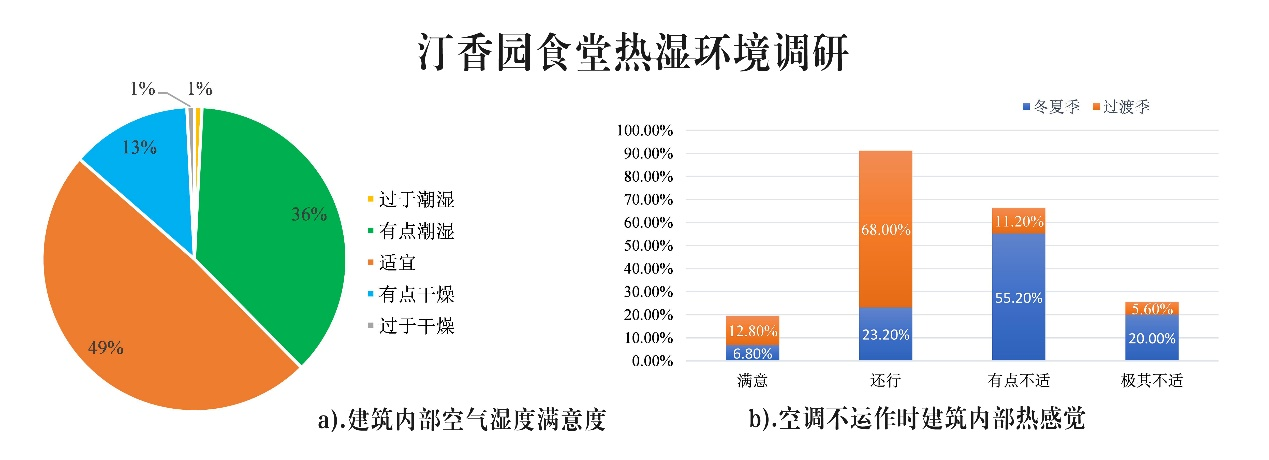 汀香园食堂热湿环境调研
1%
1%
13%
36%
49%
过于潮湿
有点潮湿
适宜
有点干燥
过于干燥
a).建筑内部空气湿度满意度
冬夏季 过渡季
100.00%
90.00%
80.00%
70.00%
60.00%
50.00%
40.00%
30.00%
20.00%
10.00%
0.00%
12.80%
6.80%
68.00%
23.20%
11.20%
55.20%
5.60%
20.00%
满意 还行 有点不适 极其不适
b).空调不运作时建筑内部热感觉